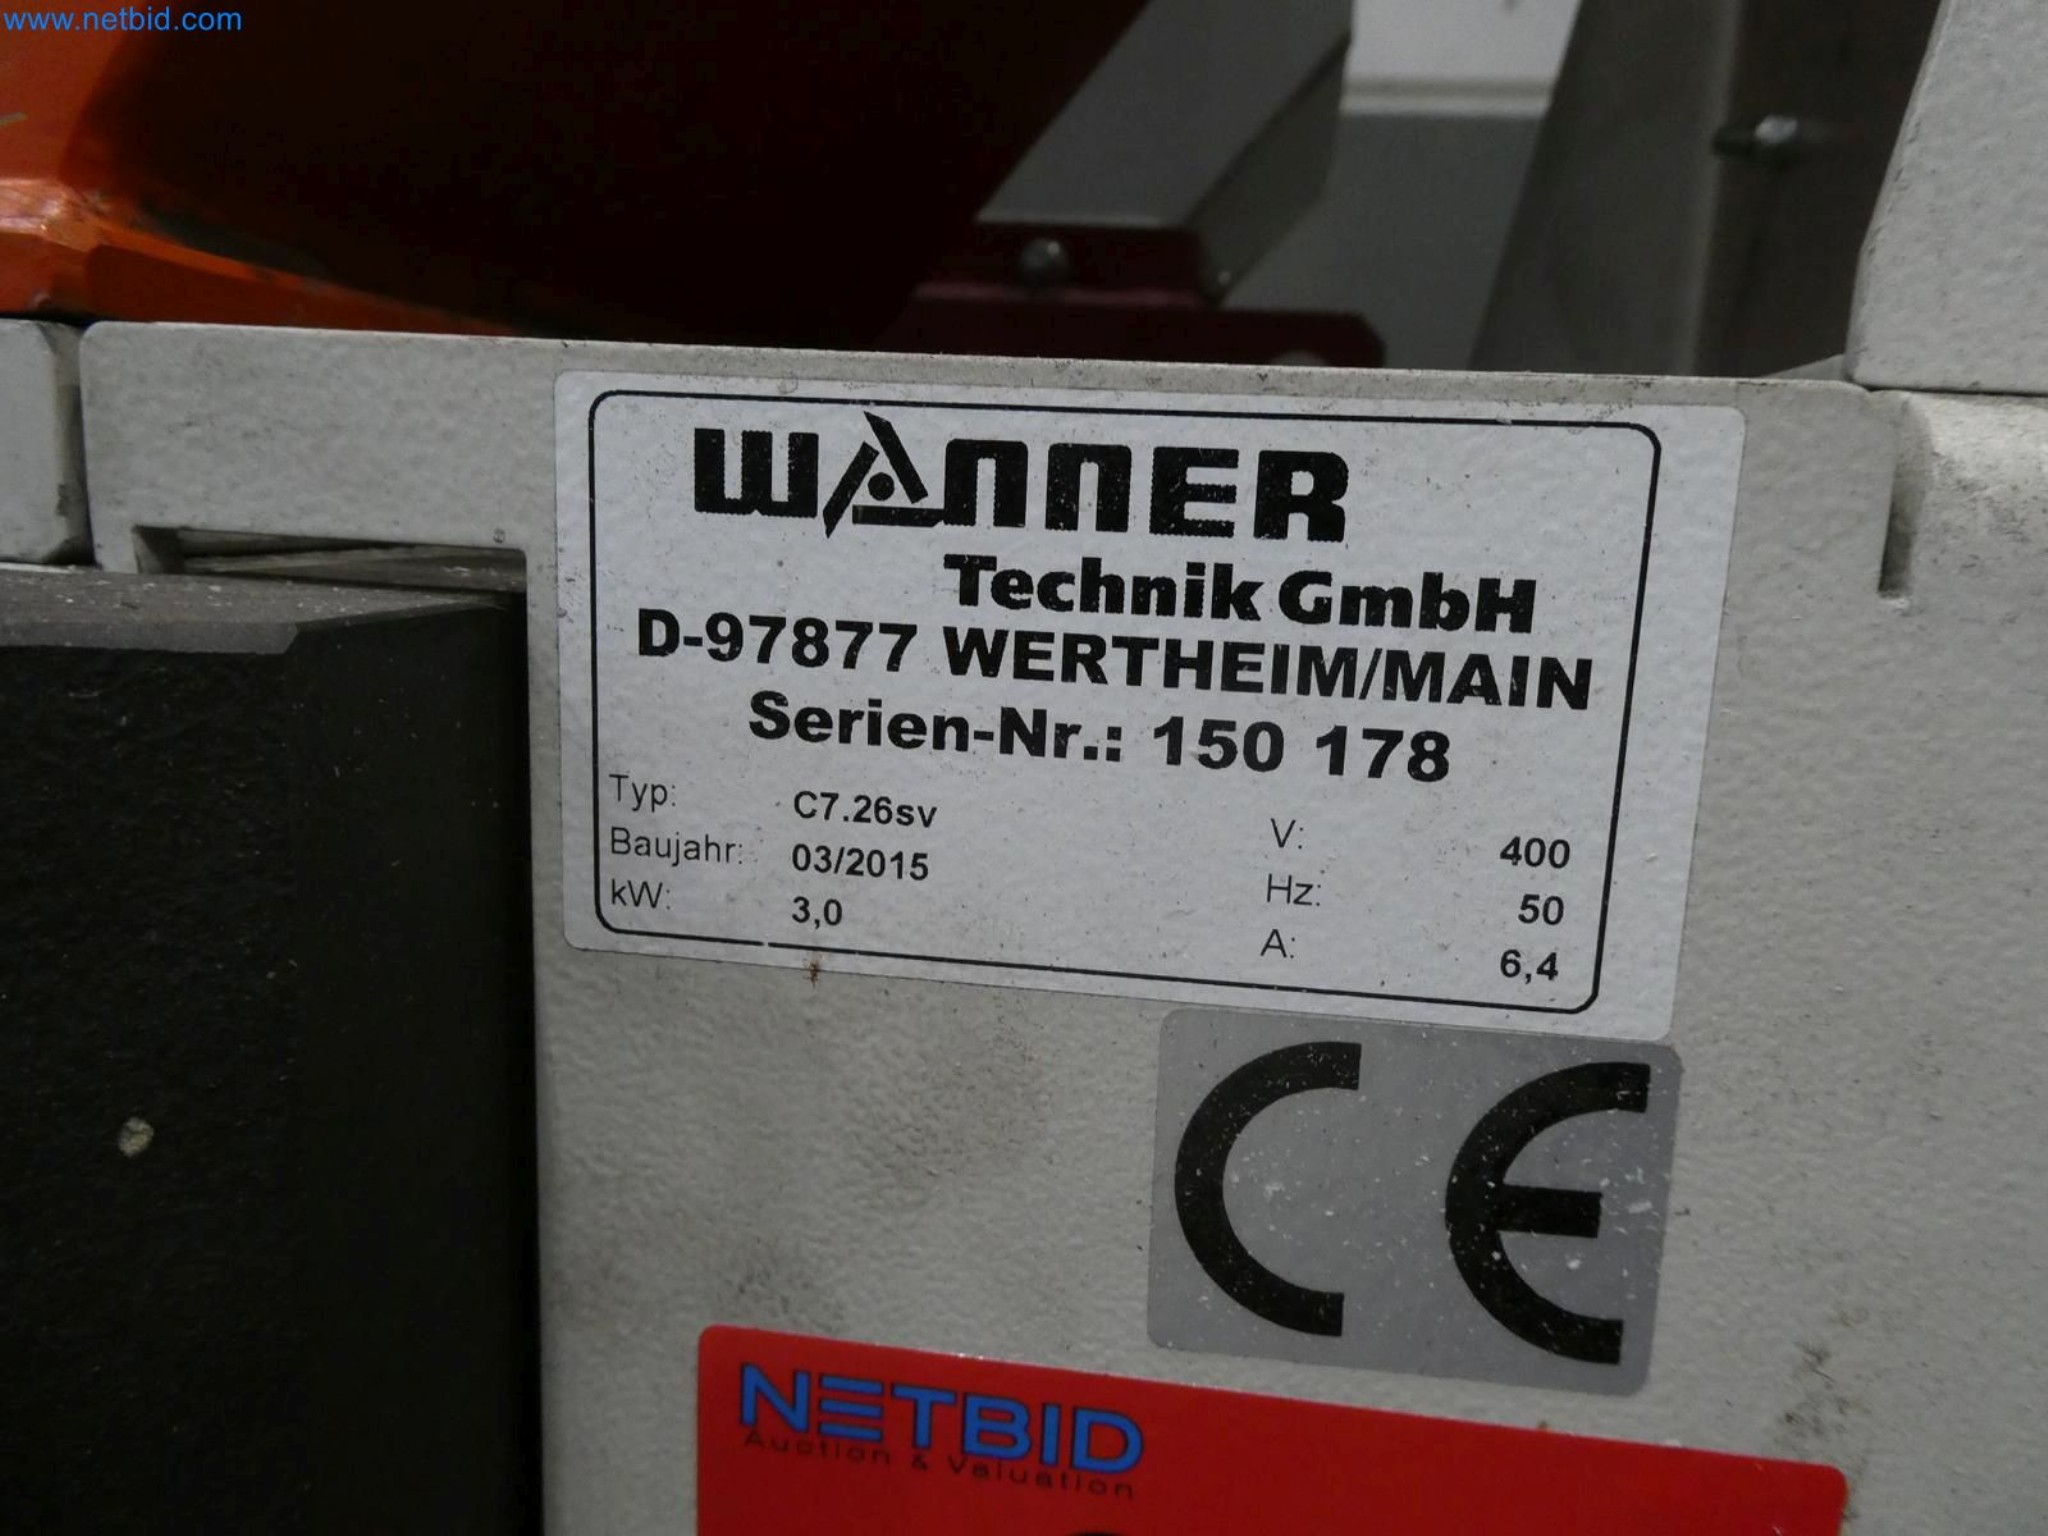 www.netbid.com
WANNER
Technik GmbH
D-97877 WERTHEIM/MAIN
Serien-Nr.: 150 178
Typ: C7.26sv V: 400
Baujahr: 03/2015 Hz: 50
kW: 3,0 A: 6,4
CE
NETBID
Auction & Valuation